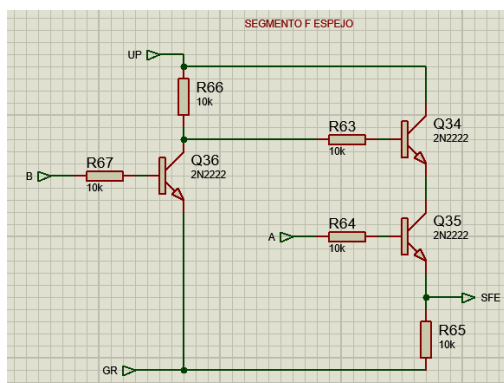 SEGMENTO F ESPEJO
UP
R66
10k
R63
10k
Q34
2N2222
B
R67
10k
Q36
2N2222
A
R64
10k
Q35
2N2222
SFE
R65
10k
GR